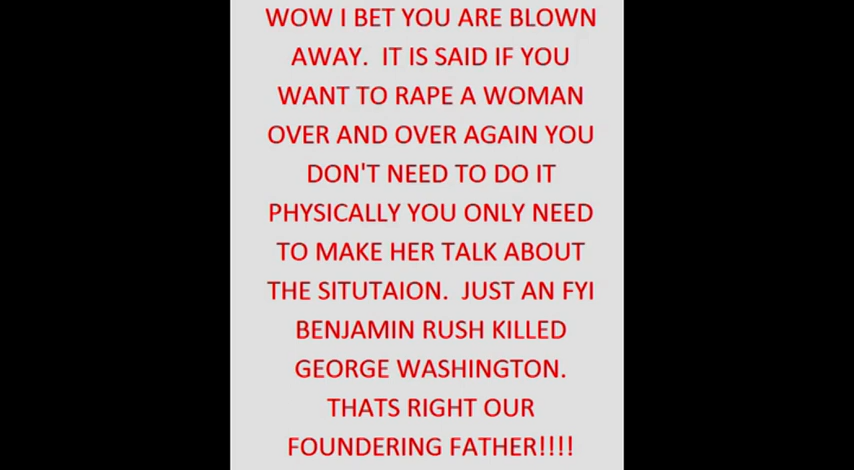 WOW I BET YOU ARE BLOWN
AWAY.  IT IS SAID IF YOU
WANT TO RAPE A WOMAN
OVER AND OVER AGAIN YOU
DON'T NEED TO DO IT
PHYSICALLY YOU ONLY NEED
TO MAKE HER TALK ABOUT
THE SITUTAION.  JUST AN FYI
BENJAMIN RUSH KILLED
GEORGE WASHINGTON.
THATS RIGHT OUR
FOUNDERING FATHER!!!!